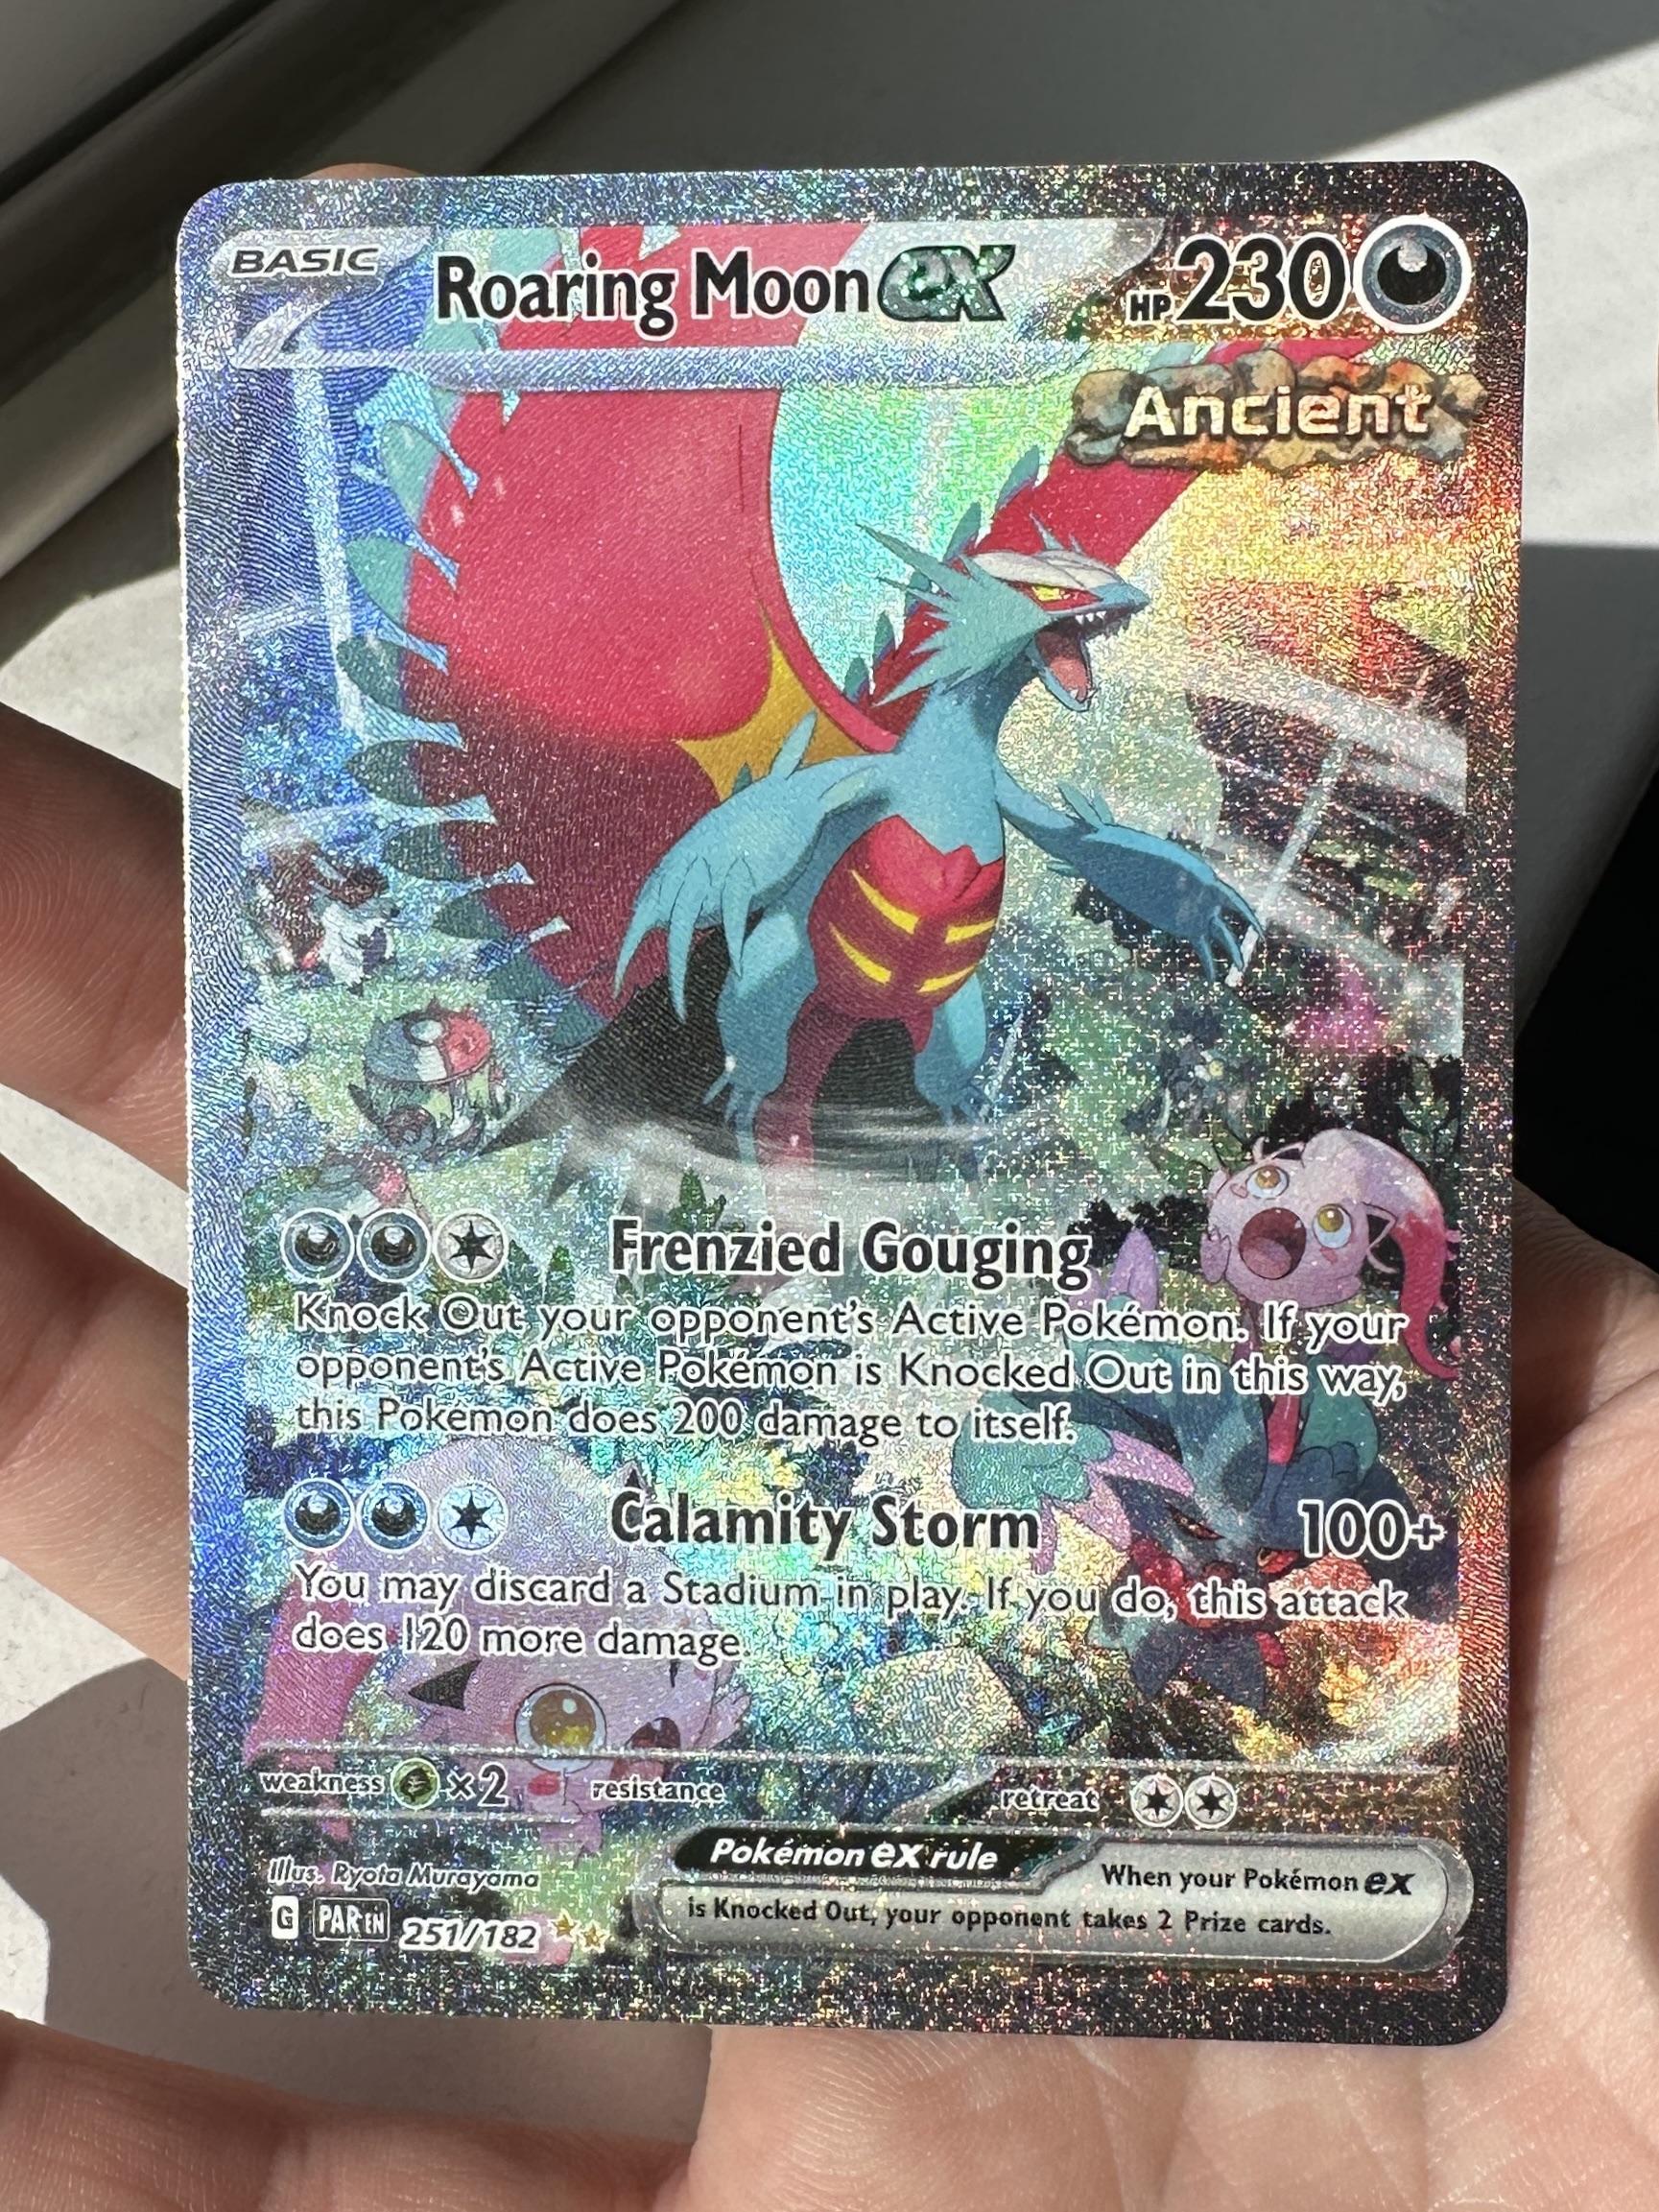 BASIC Roaring Moon ex HP 230
Ancient
Frenzied Gouging
Knock Out your opponent's Active Pokémon. If your
opponent's Active Pokémon is Knocked Out in this way,
this Pokémon does 200 damage to itself.
Calamity Storm 100+
You may discard a Stadium in play. If you do, this attack
does 120 more damage.
weakness ×2 resistance retreat
Illus. Ryota Murayama
G PAR EN 251/182
Pokémon ex rule
When your Pokémon ex
is Knocked Out, your opponent takes 2 Prize cards.